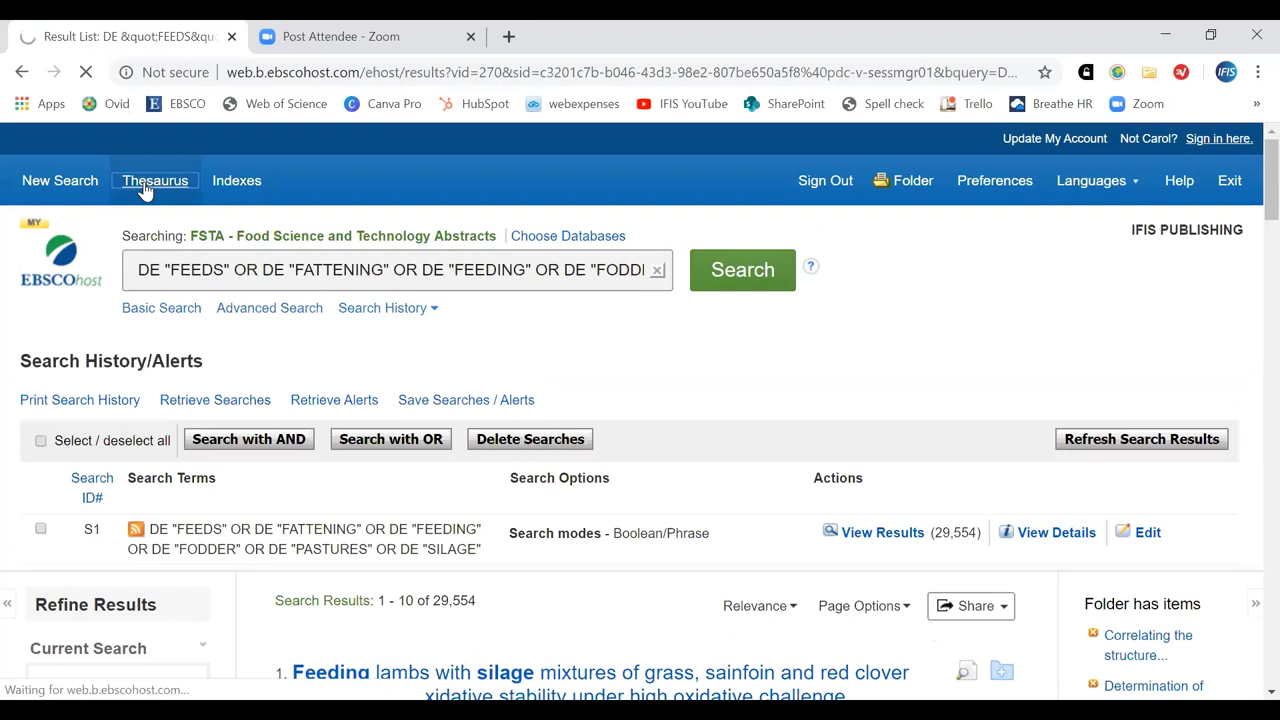 Result List: DE &quot;FEEDS&qu
Post Attendee - Zoom
Not secure
web.b.ebscohost.com/ehost/results?vid=270&sid=c3201c7b-b046-43d3-98e2-807be650a5f8%40pdc-v-sessmgr01&bquery=D...
IFIS
Apps
Ovid
EBSCO
Web of Science
Canva Pro
HubSpot
webexpenses
IFIS YouTube
SharePoint
Spell check
Trello
Breathe HR
Zoom
»
Update My Account Not Carol? Sign in here.
New Search Thesaurus Indexes
Sign Out Folder Preferences Languages Help Exit
MY
EBSCOhost
Searching: FSTA - Food Science and Technology Abstracts Choose Databases
IFIS PUBLISHING
DE "FEEDS" OR DE "FATTENING" OR DE "FEEDING" OR DE "FODDI
Search
?
Basic Search Advanced Search Search History
Search History/Alerts
Print Search History Retrieve Searches Retrieve Alerts Save Searches / Alerts
Select / deselect all
Search with AND
Search with OR
Delete Searches
Refresh Search Results
Search ID#
Search Terms
Search Options
Actions
S1
DE "FEEDS" OR DE "FATTENING" OR DE "FEEDING"
OR DE "FODDER" OR DE "PASTURES" OR DE "SILAGE"
Search modes - Boolean/Phrase
View Results (29,554)
View Details
Edit
«
Refine Results
Search Results: 1 - 10 of 29,554
Relevance
Page Options
Share
Folder has items
»
Current Search
Correlating the
structure...
1. Feeding lambs with silage mixtures of grass, sainfoin and red clover
xidative stability under high oxidative challenge
Determination of
Waiting for web.b.ebscohost.com...